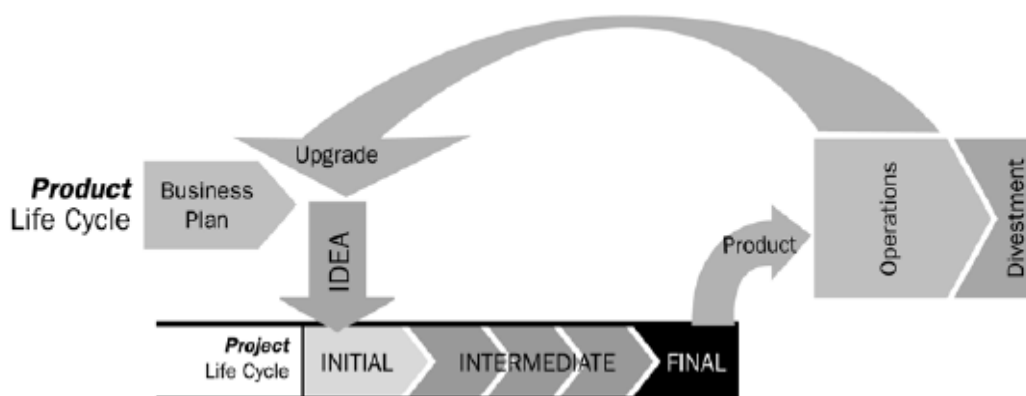 Upgrade
Product
Life Cycle
Business
Plan
IDEA
Product
Operations
Divestment
Project
Life Cycle
INITIAL
INTERMEDIATE
FINAL